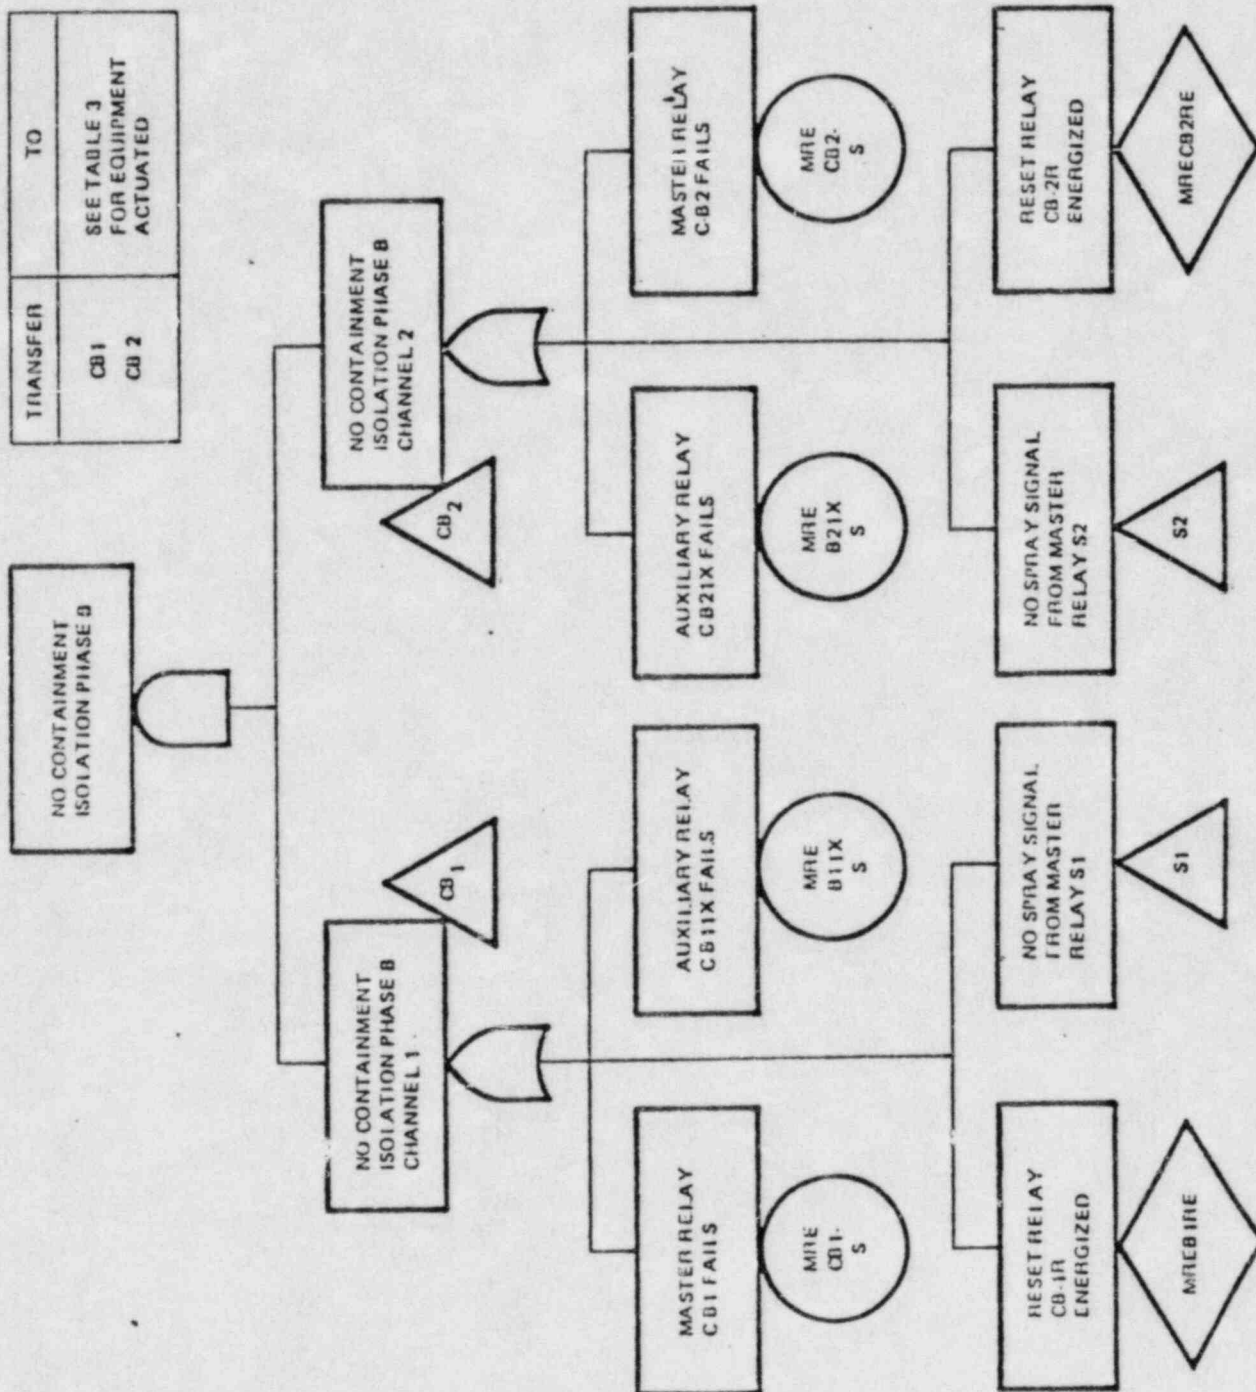 NO CONTAINMENT
ISOLATION PHASE B
TRANSFER
TO
CB1
CB 2
SEE TABLE 3
FOR EQUIPMENT
ACTUATED
NO CONTAINMENT
ISOLATION PHASE B
CHANNEL 1
CB1
NO CONTAINMENT
ISOLATION PHASE B
CHANNEL 2
CB2
MASTER RELAY
CB1 FAILS
MRE
CB1-
S
AUXILIARY RELAY
CB11X FAILS
MRE
B11X
S
AUXILIARY RELAY
CB21X FAILS
MRE
B21X
S
MASTER RELAY
CB2 FAILS
MRE
CB2-
S
RESET RELAY
CB-1R
ENERGIZED
MREB1RE
NO SPRAY SIGNAL
FROM MASTER
RELAY S1
S1
NO SPRAY SIGNAL
FROM MASTER
RELAY S2
S2
RESET RELAY
CB-2R
ENERGIZED
MRECB2RE